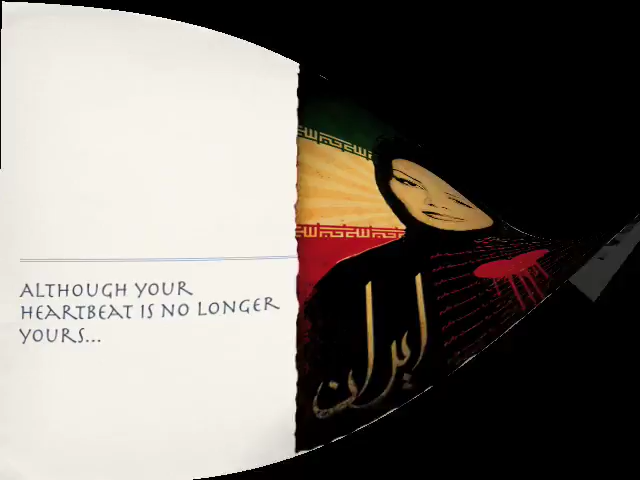 ALTHOUGH YOUR
HEARTBEAT IS NO LONGER
YOURS...
ایران